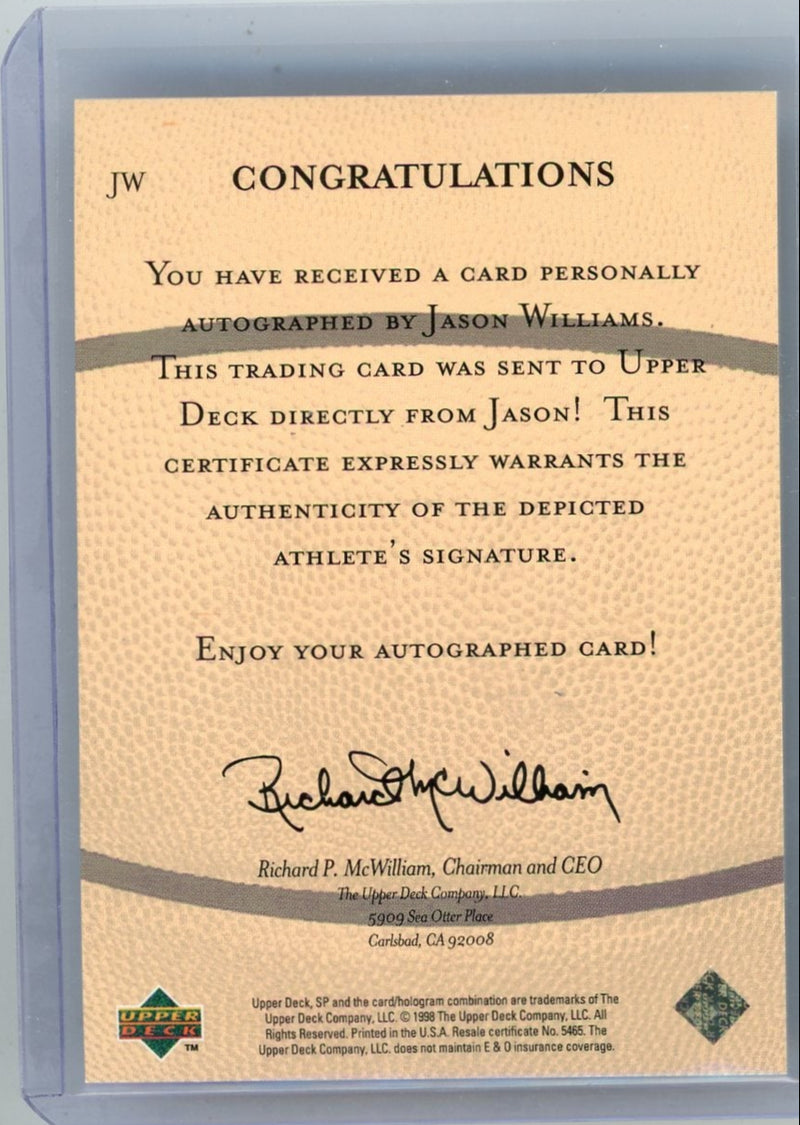 JW
CONGRATULATIONS
YOU HAVE RECEIVED A CARD PERSONALLY
AUTOGRAPHED BY JASON WILLIAMS.
THIS TRADING CARD WAS SENT TO UPPER
DECK DIRECTLY FROM JASON! THIS
CERTIFICATE EXPRESSLY WARRANTS THE
AUTHENTICITY OF THE DEPICTED
ATHLETE'S SIGNATURE.
ENJOY YOUR AUTOGRAPHED CARD!
Richard McWilliam
Richard P. McWilliam, Chairman and CEO
The Upper Deck Company, LLC.
5909 Sea Otter Place
Carlsbad, CA 92008
UPPER
DECK
TM
Upper Deck, SP and the card/hologram combination are trademarks of The
Upper Deck Company, LLC. © 1998 The Upper Deck Company, LLC. All
Rights Reserved. Printed in the U.S.A. Resale certificate No. 5465. The
Upper Deck Company, LLC. does not maintain E & O insurance coverage.